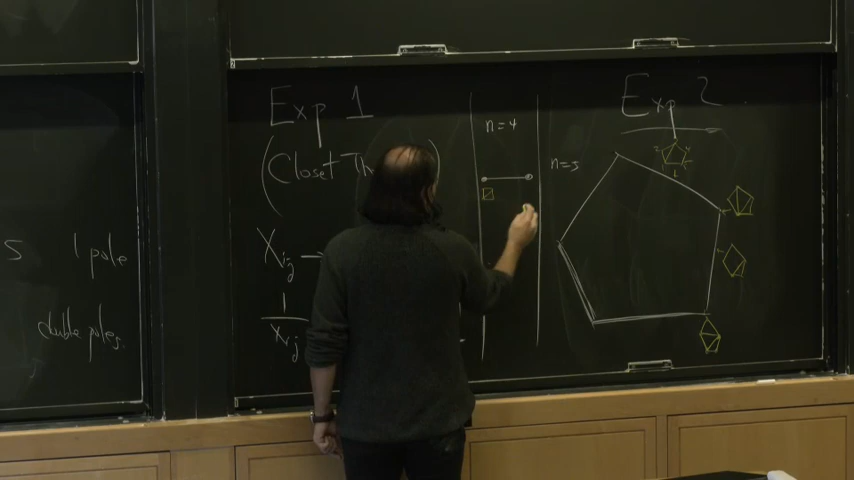 s 1 pole
double poles.
Exp 1
(Closet Th )
X_ij →
1
X_ij
n=4
Exp 2
n=5